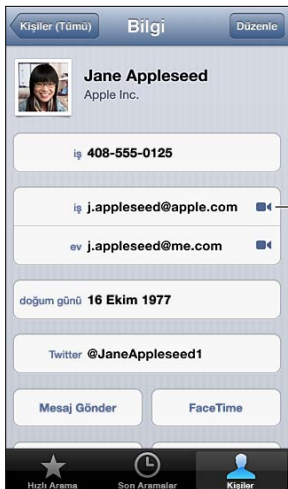 Kişiler (Tümü) Bilgi Düzenle
Jane Appleseed
Apple Inc.
iş 408-555-0125
iş j.appleseed@apple.com
ev j.appleseed@me.com
doğum günü 16 Ekim 1977
Twitter @JaneAppleseed1
Mesaj Gönder FaceTime
Hızlı Arama Son Aramalar Kişiler